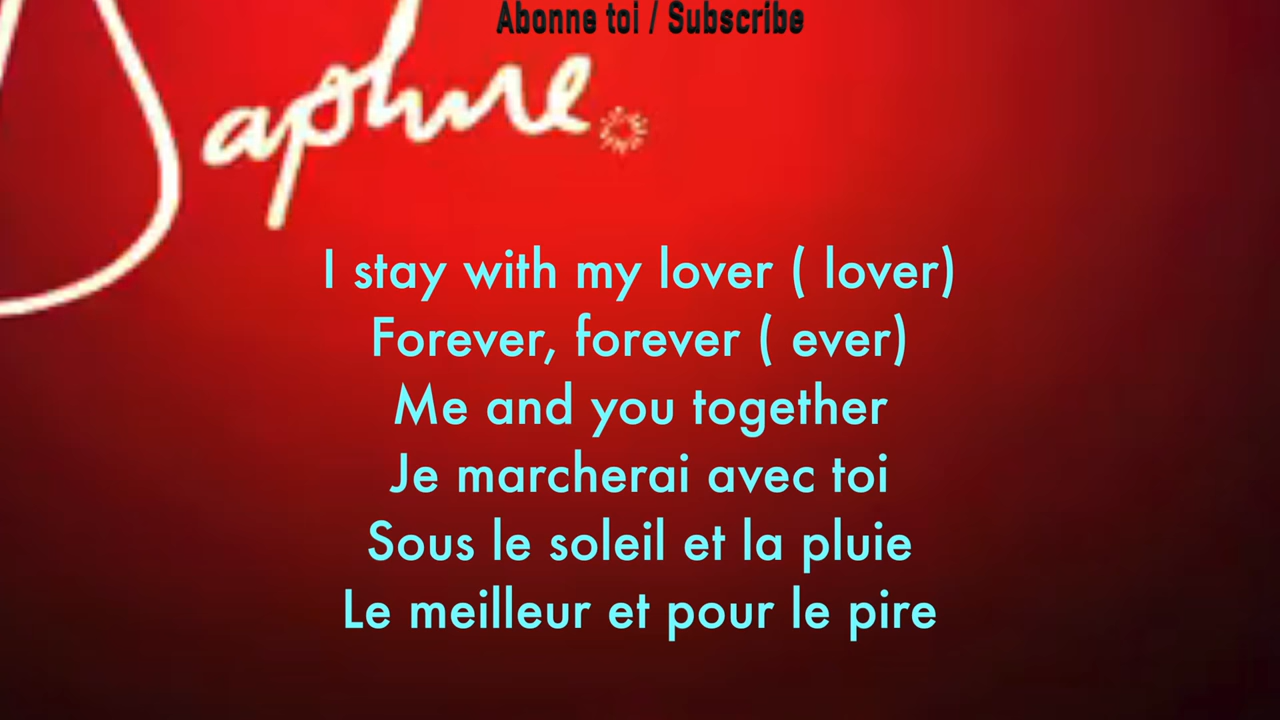 Abonne toi / Subscribe
Daphne
I stay with my lover ( lover)
Forever, forever ( ever)
Me and you together
Je marcherai avec toi
Sous le soleil et la pluie
Le meilleur et pour le pire